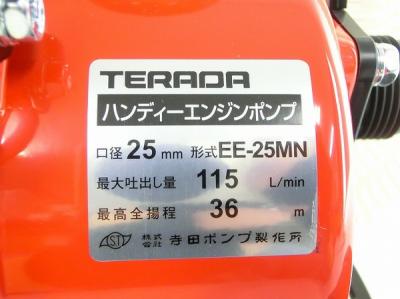 TERADA
ハンディーエンジンポンプ
口径 25 mm 形式 EE-25MN
最大吐出し量 115 L/min
最高全揚程 36 m
株式会社 寺田ポンプ製作所